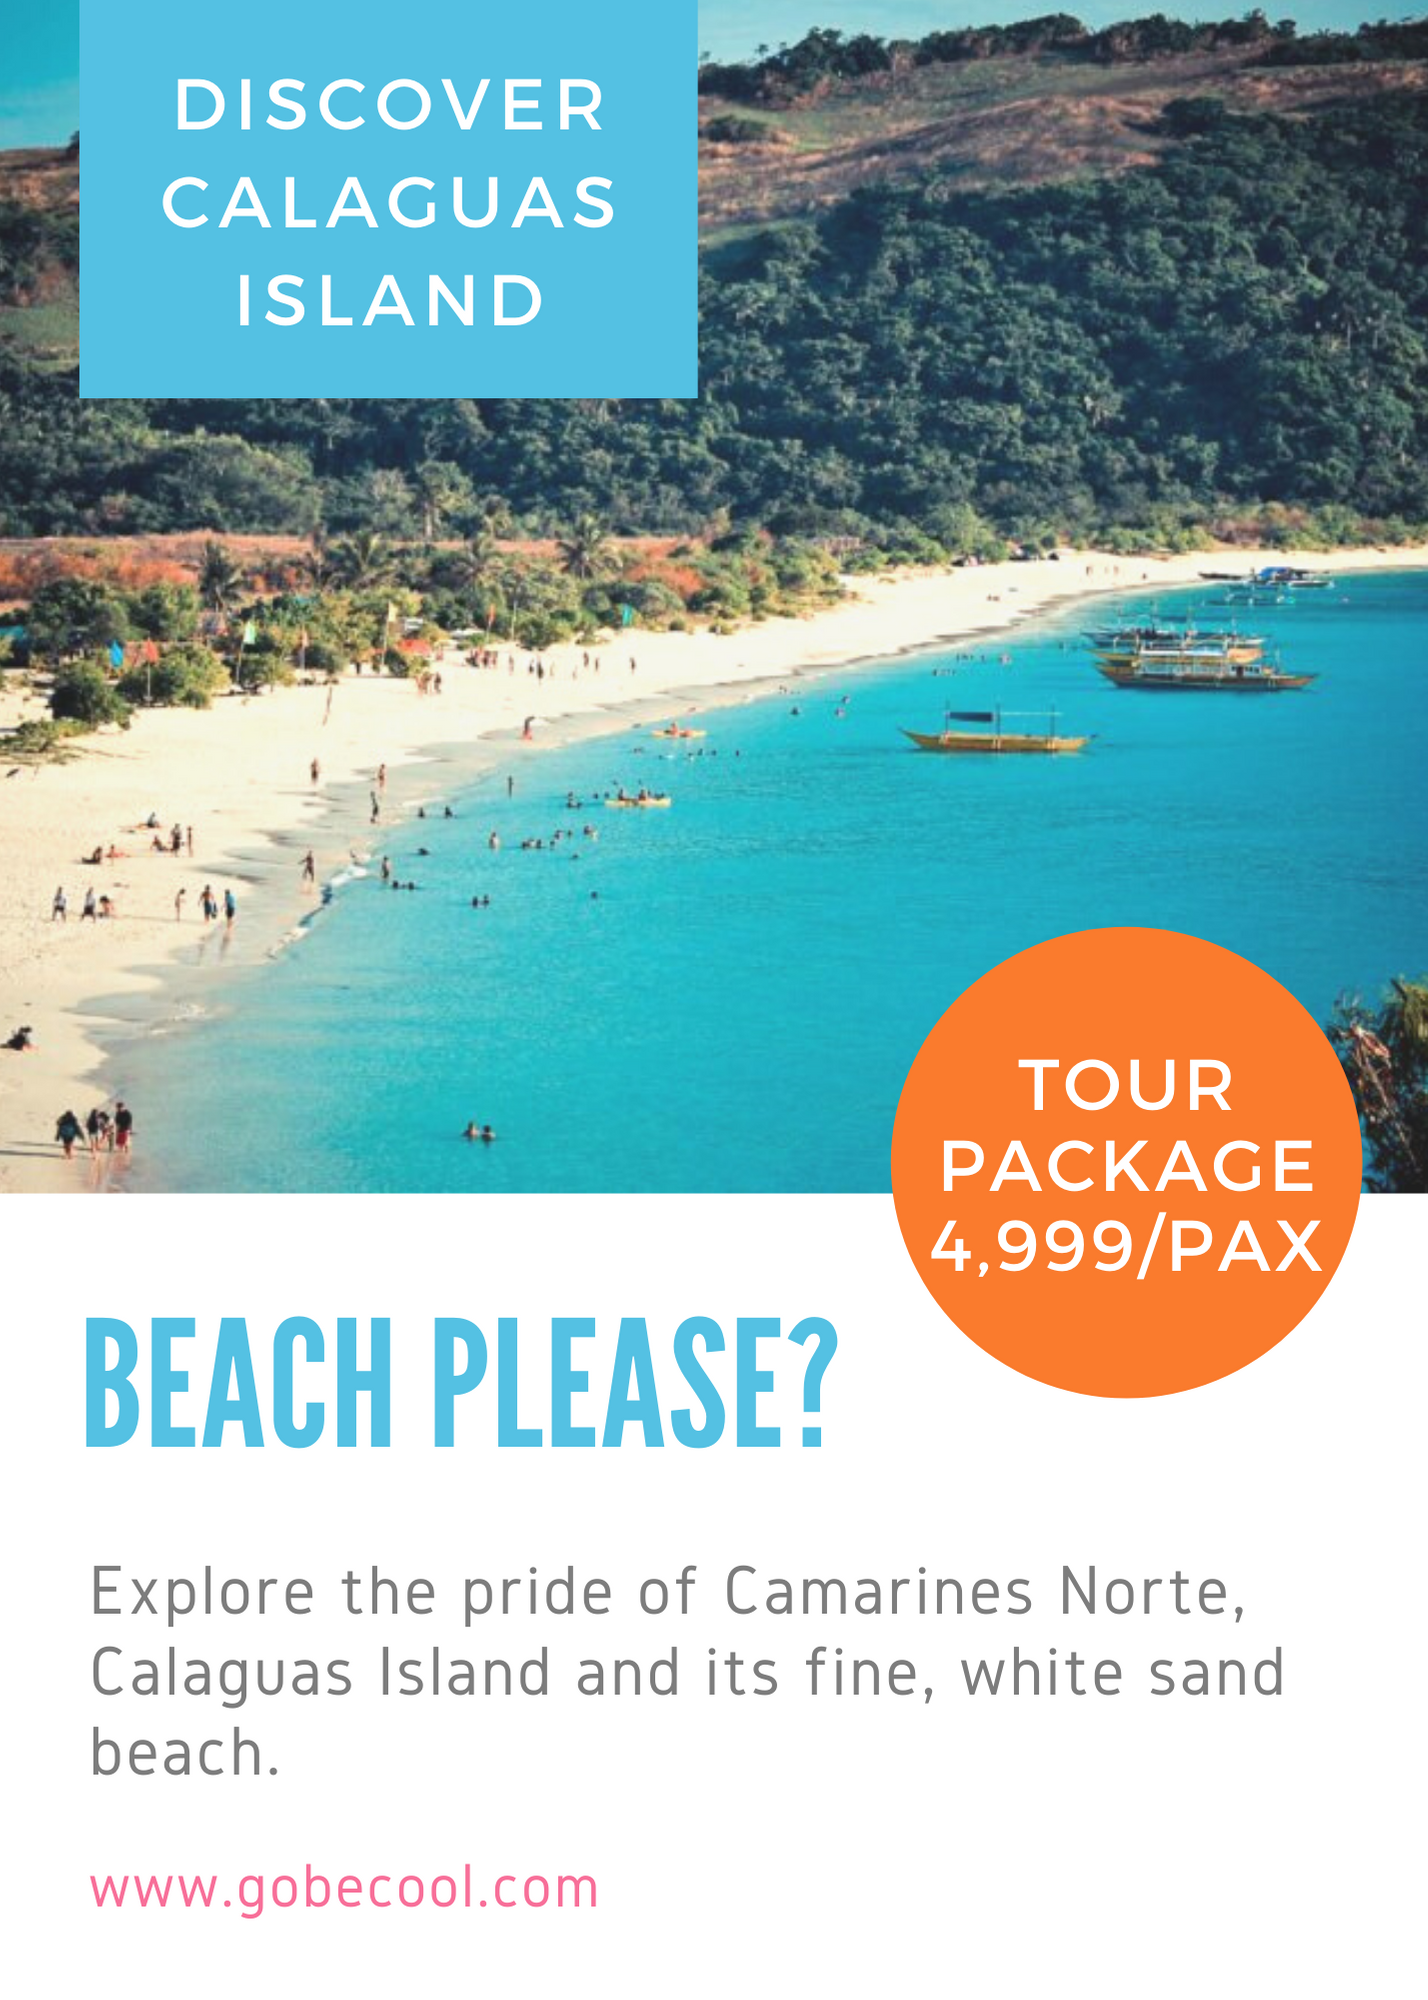 DISCOVER
CALAGUAS
ISLAND
TOUR
PACKAGE
4,999/PAX
BEACH PLEASE?
Explore the pride of Camarines Norte,
Calaguas Island and its fine, white sand
beach.
www.gobecool.com